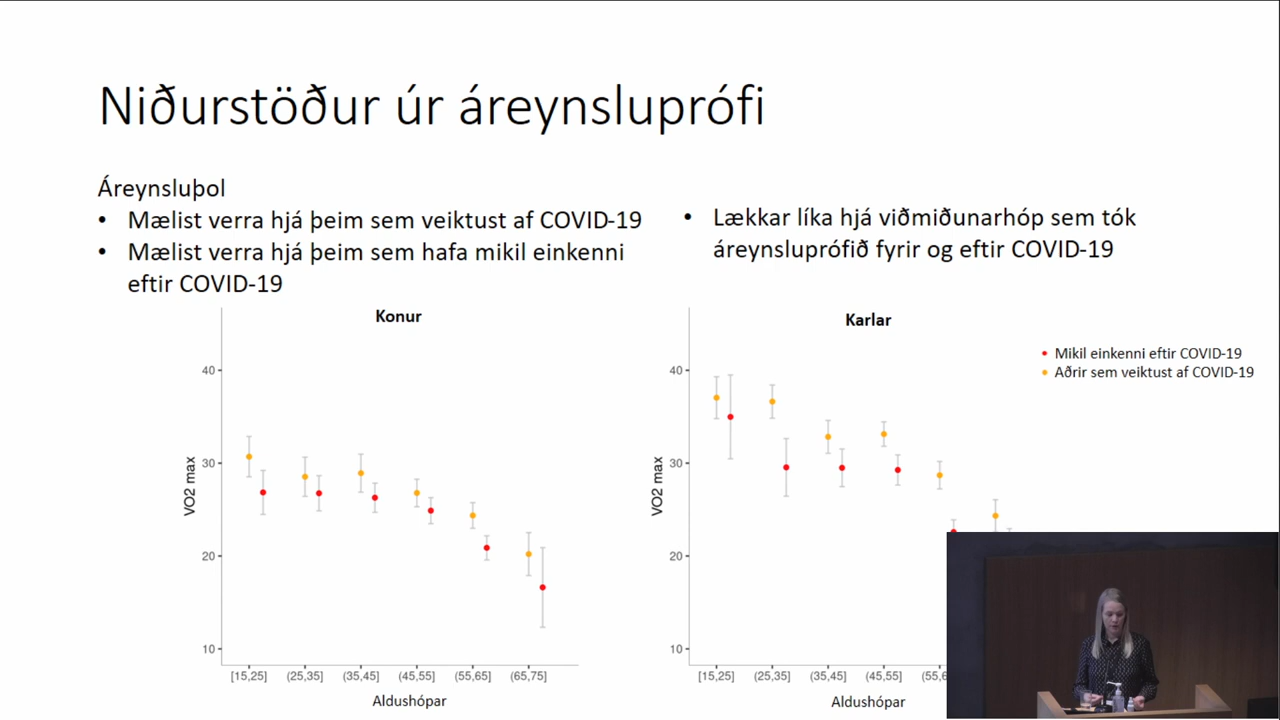 Niðurstöður úr áreynsluprófi
Áreynsluþol
• Mælist verra hjá þeim sem veiktust af COVID-19
• Mælist verra hjá þeim sem hafa mikil einkenni
eftir COVID-19
• Lækkar líka hjá viðmiðunarhóp sem tók
áreynsluprófið fyrir og eftir COVID-19
Konur
40
30
20
10
VO2 max
[15,25] (25,35] (35,45] (45,55] (55,65] (65,75]
Aldushópar
Karlar
Mikil einkenni eftir COVID-19
Aðrir sem veiktust af COVID-19
40
30
20
10
VO2 max
[15,25] (25,35] (35,45] (45,55]
Aldushópar